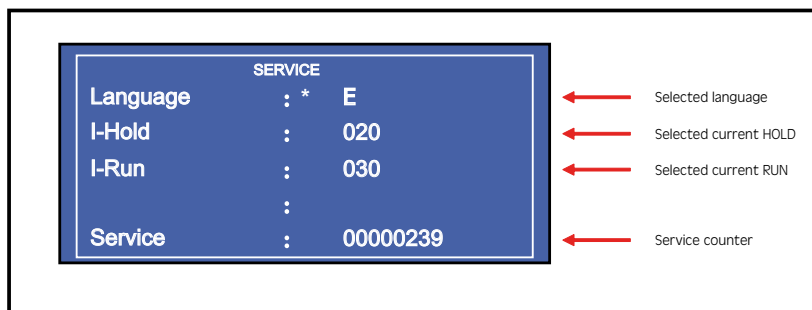 SERVICE
Language : * E Selected language
I-Hold : 020 Selected current HOLD
I-Run : 030 Selected current RUN
:
Service : 00000239 Service counter